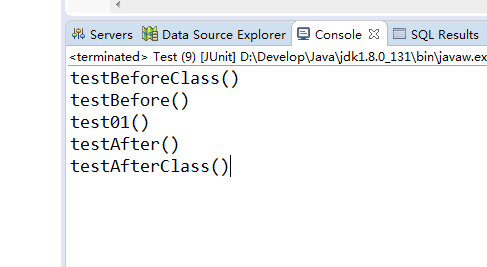 Servers Data Source Explorer Console SQL Results
<terminated> Test (9) [JUnit] D:\Develop\Java\jdk1.8.0_131\bin\javaw.ex
testBeforeClass()
testBefore()
test01()
testAfter()
testAfterClass()